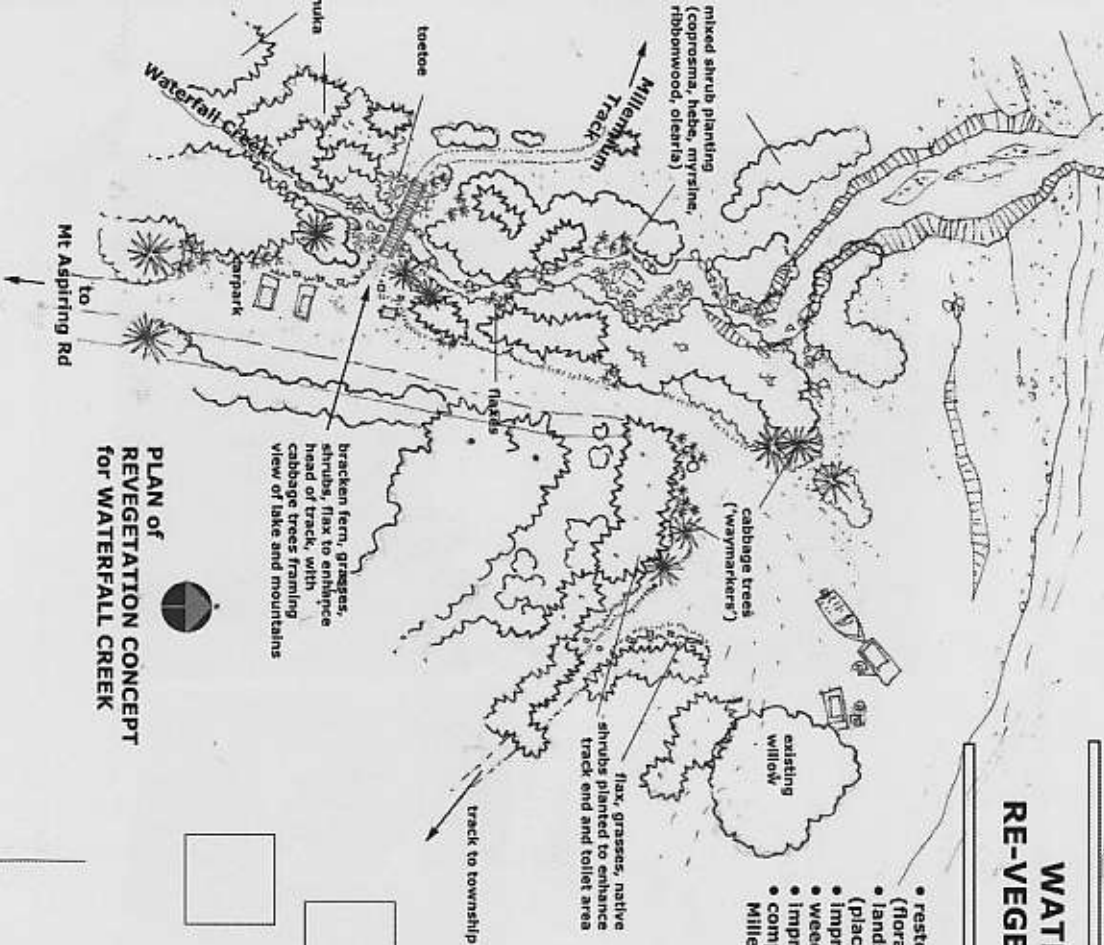 WAT
RE-VEGE
• resto
(flora
• land
(plac
• impr
• weed
• impr
• com
Mille
mixed shrub planting
(coprosma, hebe, myrsine,
ribbonwood, olearia)
Millennium
Track
toetoe
nuka
Waterfall Creek
carpark
to
Mt Aspiring Rd
flaxes
cabbage trees
('waymarkers')
bracken fern, grasses,
shrubs, flax to enhance
head of track, with
cabbage trees framing
view of lake and mountains
existing
willow
flax, grasses, native
shrubs planted to enhance
track end and toilet area
track to township
PLAN of
REVEGETATION CONCEPT
for WATERFALL CREEK